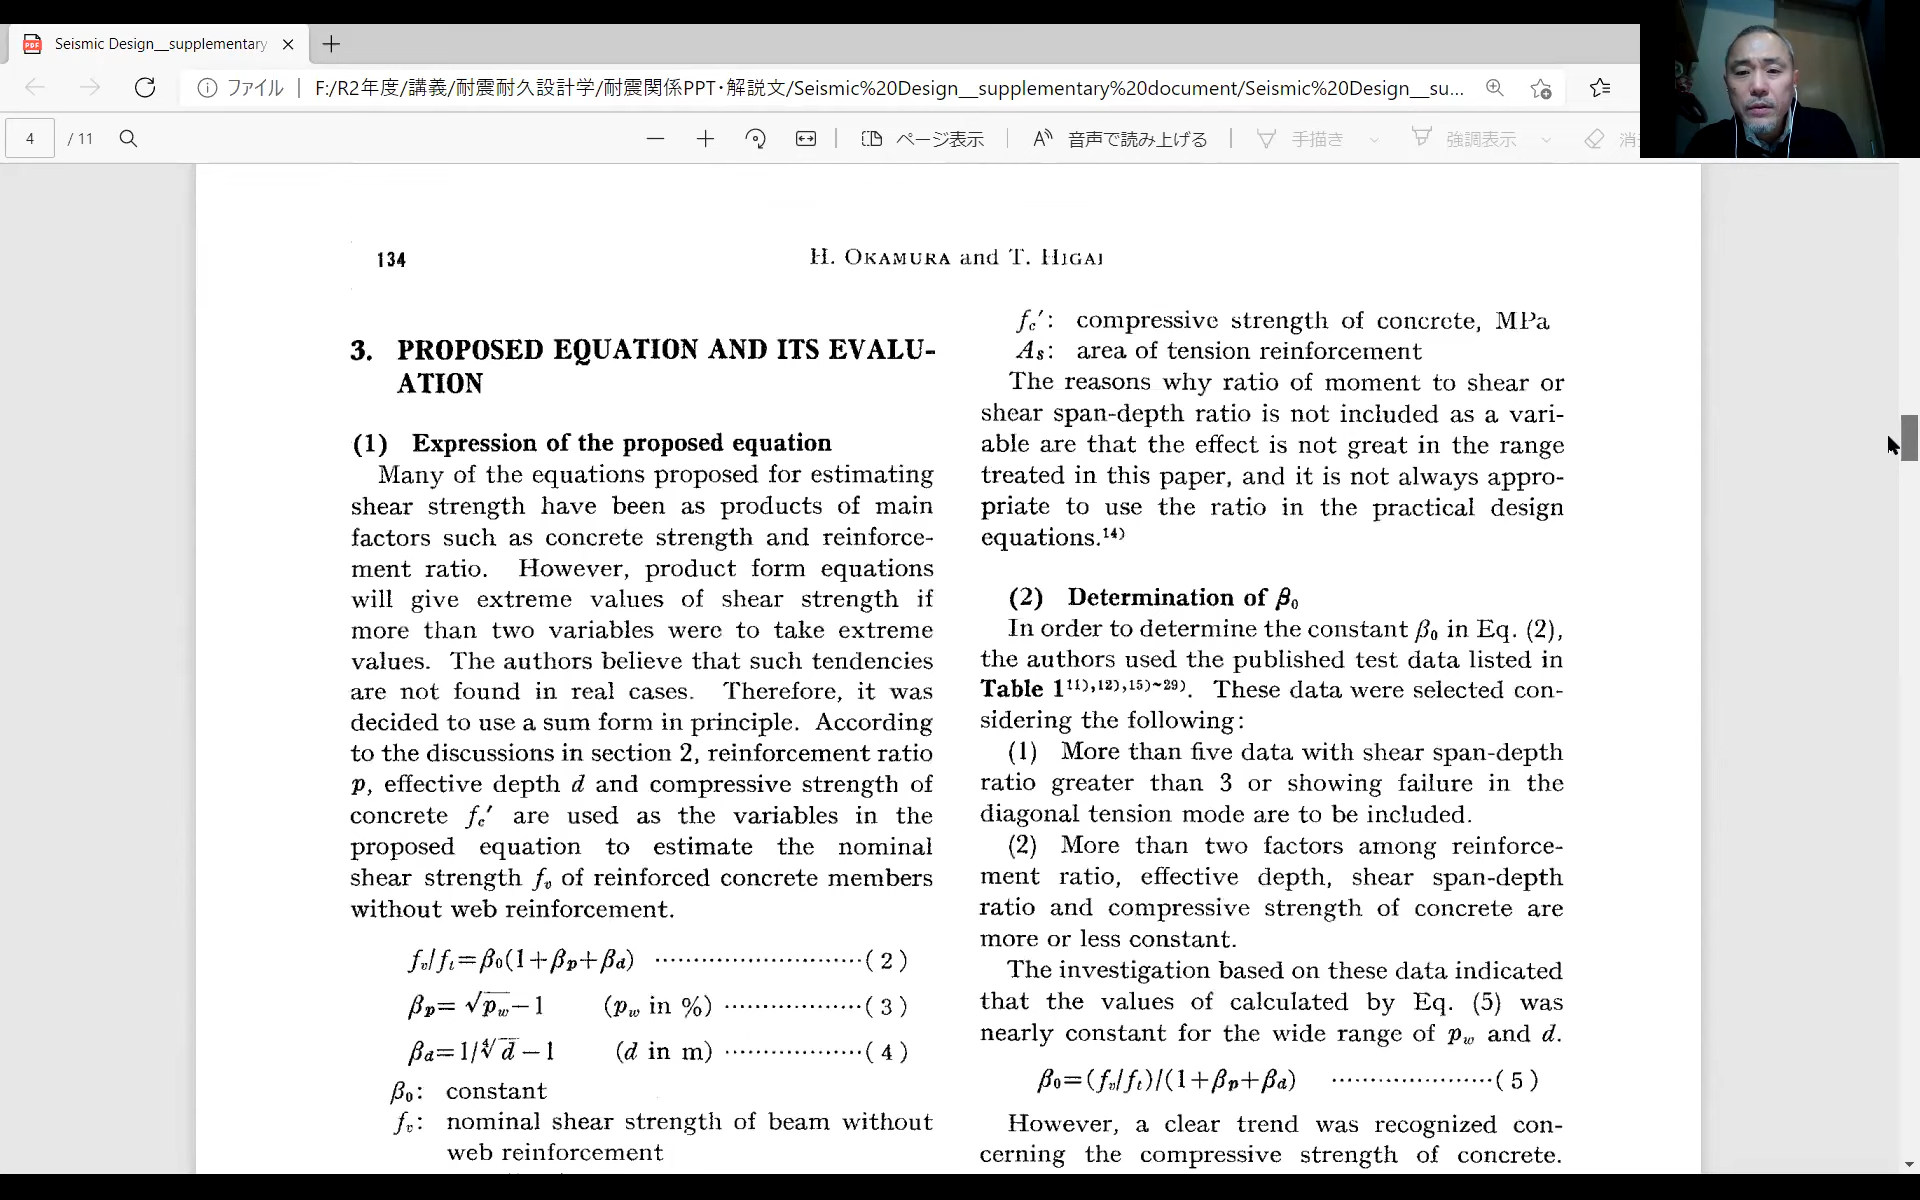 Seismic Design__supplementary
ファイル
F:/R2年度/講義/耐震耐久設計学/耐震関係PPT・解説文/Seismic%20Design__supplementary%20document/Seismic%20Design__su...
4 / 11
ページ表示
音声で読み上げる
手描き
強調表示
134
H. OKAMURA and T. HIGAI
3. PROPOSED EQUATION AND ITS EVALU-
ATION
(1) Expression of the proposed equation
Many of the equations proposed for estimating
shear strength have been as products of main
factors such as concrete strength and reinforce-
ment ratio. However, product form equations
will give extreme values of shear strength if
more than two variables were to take extreme
values. The authors believe that such tendencies
are not found in real cases. Therefore, it was
decided to use a sum form in principle. According
to the discussions in section 2, reinforcement ratio
p, effective depth d and compressive strength of
concrete fc′ are used as the variables in the
proposed equation to estimate the nominal
shear strength fv of reinforced concrete members
without web reinforcement.
fv/ft=β0(1+βp+βd) ···························( 2 )
βp=√pw−1 (pw in %) ··················( 3 )
βd=1/∜d−1 (d in m) ··················( 4 )
β0: constant
fv: nominal shear strength of beam without
web reinforcement
fc′: compressive strength of concrete, MPa
As: area of tension reinforcement
The reasons why ratio of moment to shear or
shear span-depth ratio is not included as a vari-
able are that the effect is not great in the range
treated in this paper, and it is not always appro-
priate to use the ratio in the practical design
equations.14)
(2) Determination of β0
In order to determine the constant β0 in Eq. (2),
the authors used the published test data listed in
Table 111),12),15)~29). These data were selected con-
sidering the following:
(1) More than five data with shear span-depth
ratio greater than 3 or showing failure in the
diagonal tension mode are to be included.
(2) More than two factors among reinforce-
ment ratio, effective depth, shear span-depth
ratio and compressive strength of concrete are
more or less constant.
The investigation based on these data indicated
that the values of calculated by Eq. (5) was
nearly constant for the wide range of pw and d.
β0=(fv/ft)/(1+βp+βd) ·····················( 5 )
However, a clear trend was recognized con-
cerning the compressive strength of concrete.